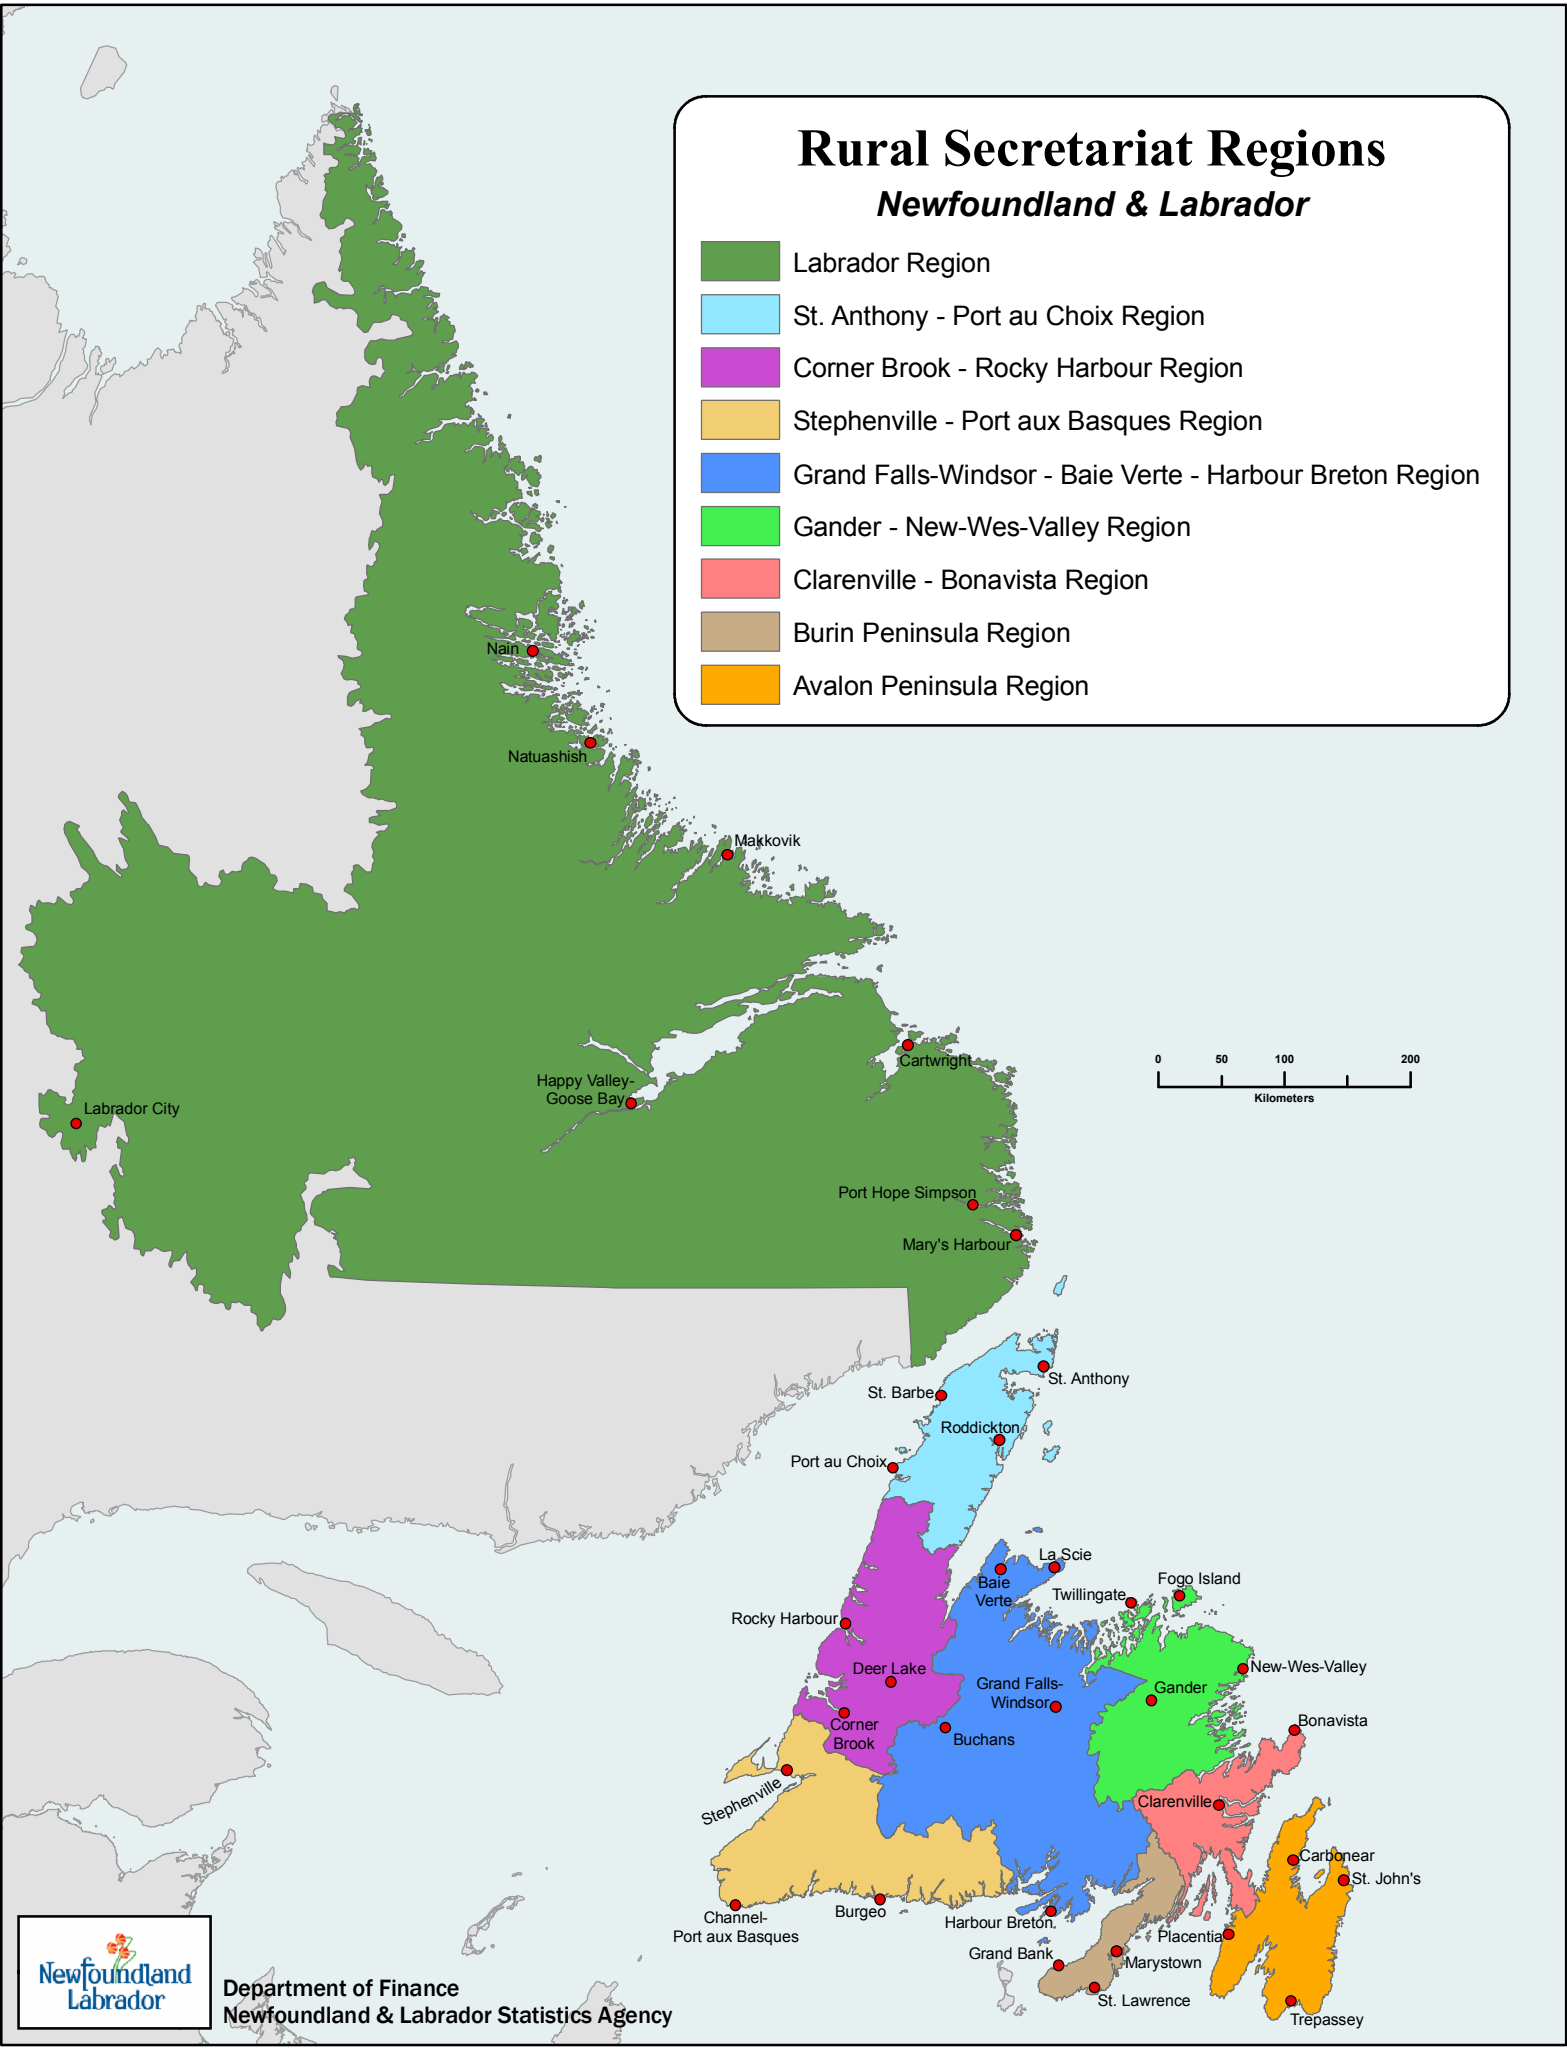 Rural Secretariat Regions
Newfoundland & Labrador
Labrador Region
St. Anthony - Port au Choix Region
Corner Brook - Rocky Harbour Region
Stephenville - Port aux Basques Region
Grand Falls-Windsor - Baie Verte - Harbour Breton Region
Gander - New-Wes-Valley Region
Clarenville - Bonavista Region
Burin Peninsula Region
Avalon Peninsula Region
Nain
Natuashish
Makkovik
Cartwright
0 50 100 200
Kilometers
Happy Valley-
Goose Bay
Labrador City
Port Hope Simpson
Mary's Harbour
St. Anthony
St. Barbe
Roddickton
Port au Choix
La Scie
Baie
Verte
Fogo Island
Twillingate
Rocky Harbour
Deer Lake
New-Wes-Valley
Grand Falls-
Windsor
Gander
Corner
Brook
Buchans
Bonavista
Stephenville
Clarenville
Carbonear
St. John's
Burgeo
Channel-
Port aux Basques
Harbour Breton
Placentia
Grand Bank
Marystown
St. Lawrence
Trepassey
Newfoundland
Labrador
Department of Finance
Newfoundland & Labrador Statistics Agency